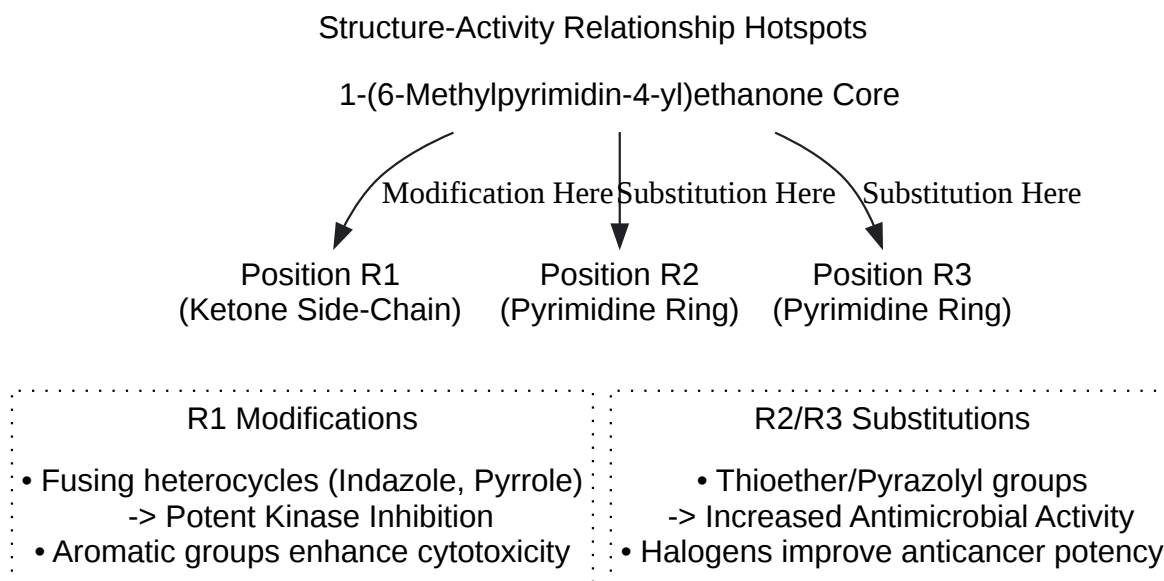 Structure-Activity Relationship Hotspots
1-(6-Methylpyrimidin-4-yl)ethanone Core
Modification Here
Substitution Here
Substitution Here
Position R1
(Ketone Side-Chain)
Position R2
(Pyrimidine Ring)
Position R3
(Pyrimidine Ring)
R1 Modifications
• Fusing heterocycles (Indazole, Pyrrole)
-> Potent Kinase Inhibition
• Aromatic groups enhance cytotoxicity
R2/R3 Substitutions
• Thioether/Pyrazolyl groups
-> Increased Antimicrobial Activity
• Halogens improve anticancer potency